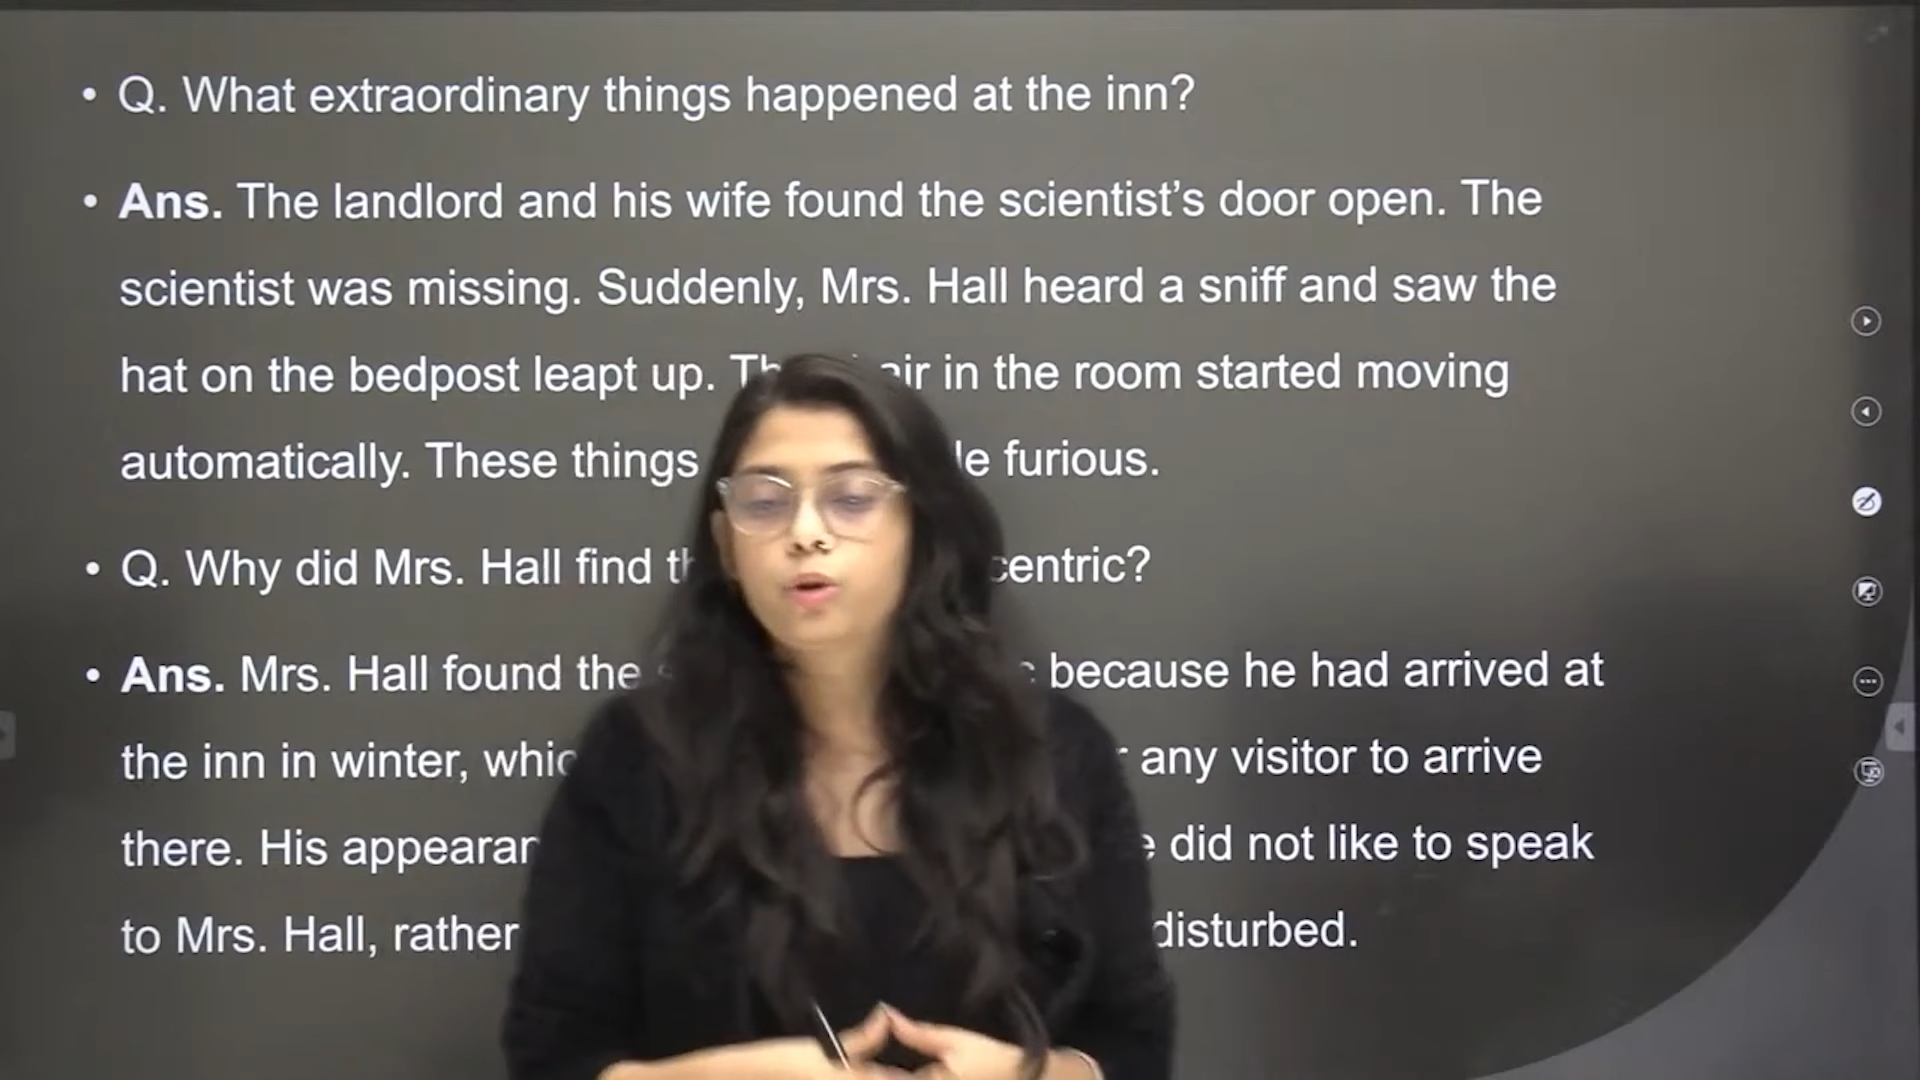 • Q. What extraordinary things happened at the inn?
• Ans. The landlord and his wife found the scientist’s door open. The
scientist was missing. Suddenly, Mrs. Hall heard a sniff and saw the
hat on the bedpost leapt up. in the room started moving
automatically. These things furious.
• Q. Why did Mrs. Hall find
• Ans. Mrs. Hall found the because he had arrived at
the inn in winter, any visitor to arrive
there. His did not like to speak
to Mrs. Hall, rather disturbed.